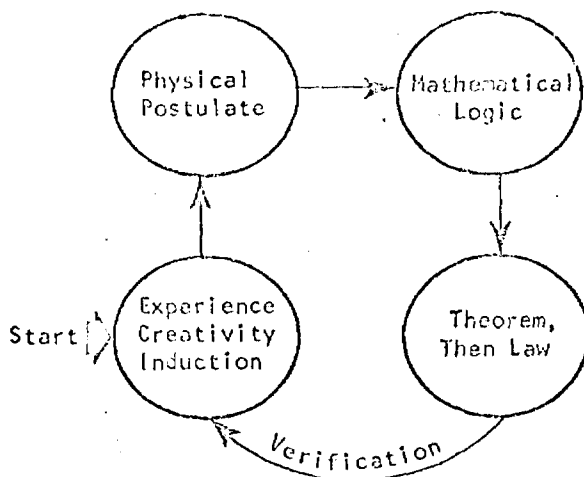 Physical
Postulate
Mathematical
Logic
Start
Experience
Creativity
Induction
Theorem,
Then Law
Verification